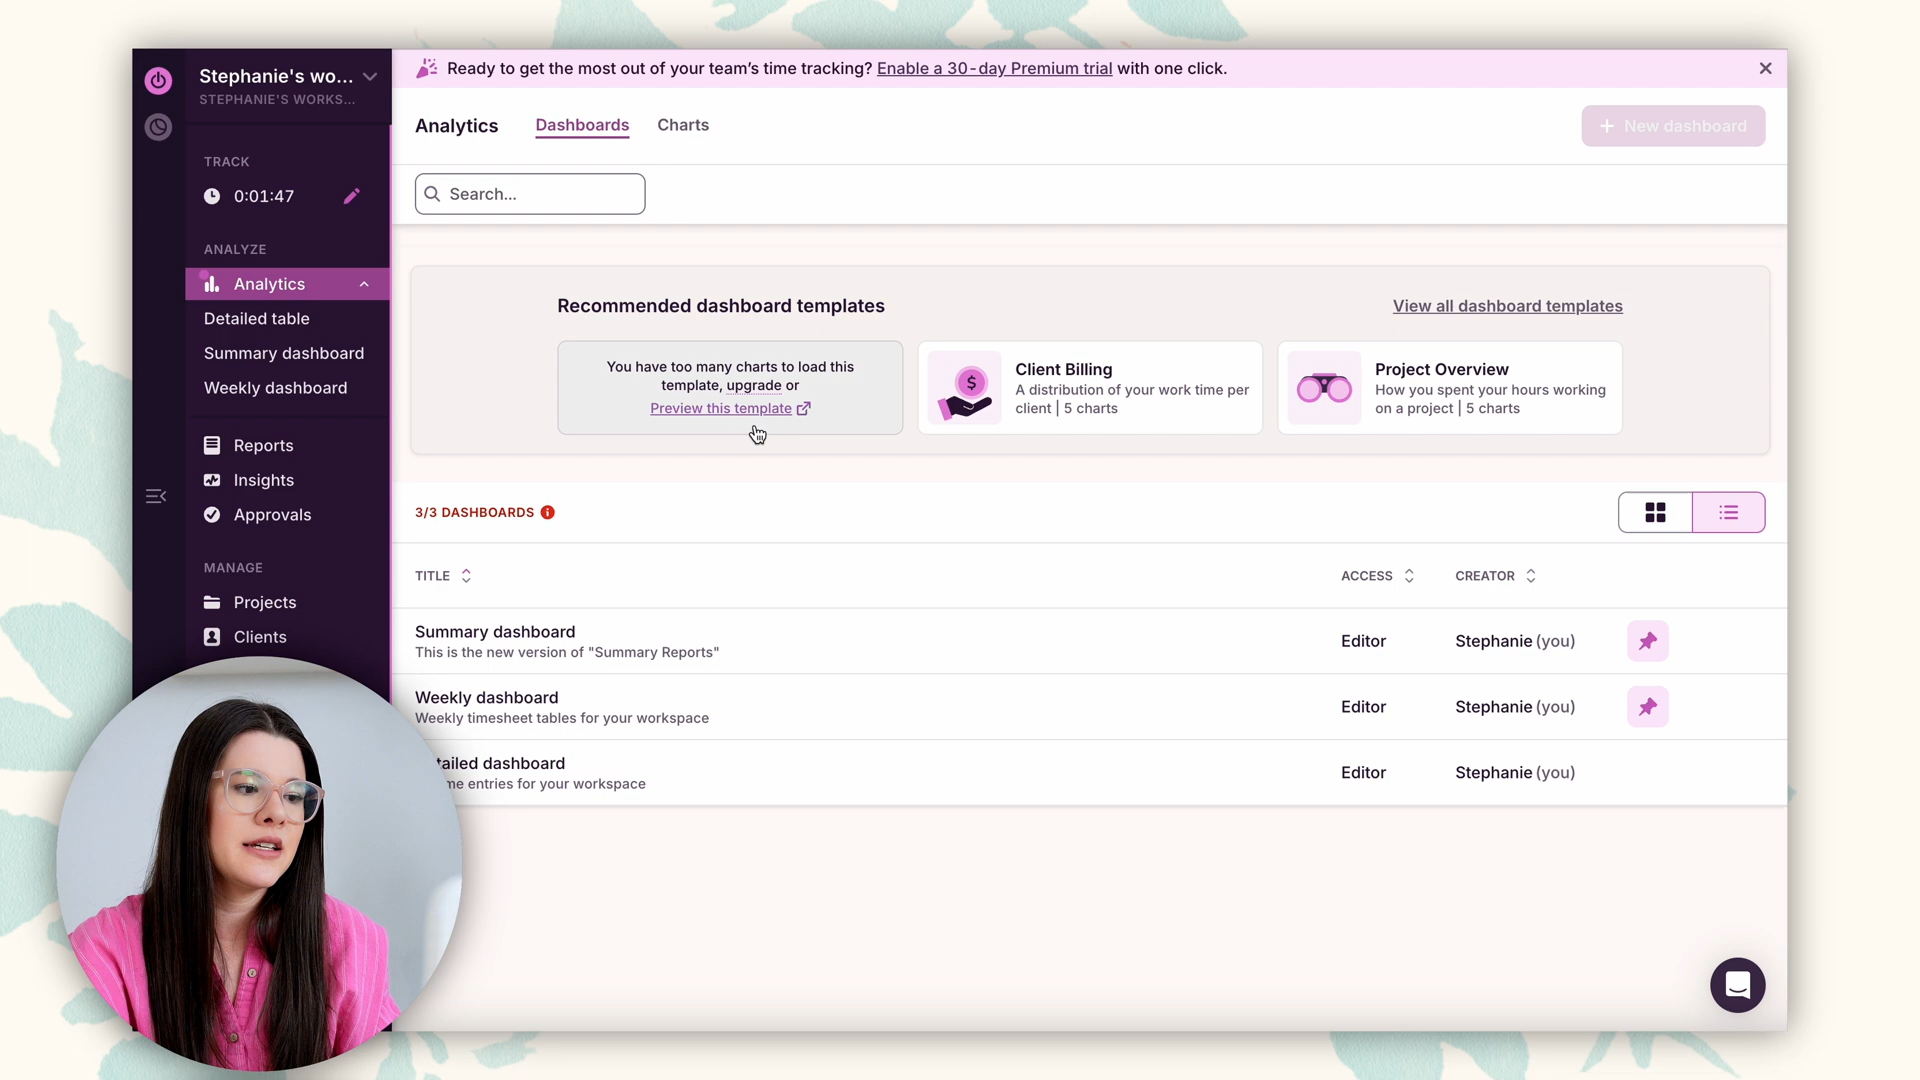 Stephanie's wo...
STEPHANIE'S WORKS...
TRACK
0:01:47
ANALYZE
Analytics
Detailed table
Summary dashboard
Weekly dashboard
Reports
Insights
Approvals
MANAGE
Projects
Clients
Ready to get the most out of your team's time tracking? Enable a 30-day Premium trial with one click.
Analytics
Dashboards
Charts
+ New dashboard
Search...
Recommended dashboard templates
View all dashboard templates
You have too many charts to load this
template, upgrade or
Preview this template
$
Client Billing
A distribution of your work time per
client | 5 charts
Project Overview
How you spent your hours working
on a project | 5 charts
3/3 DASHBOARDS
TITLE
ACCESS
CREATOR
Summary dashboard
This is the new version of "Summary Reports"
Editor
Stephanie (you)
Weekly dashboard
Weekly timesheet tables for your workspace
Editor
Stephanie (you)
tailed dashboard
me entries for your workspace
Editor
Stephanie (you)